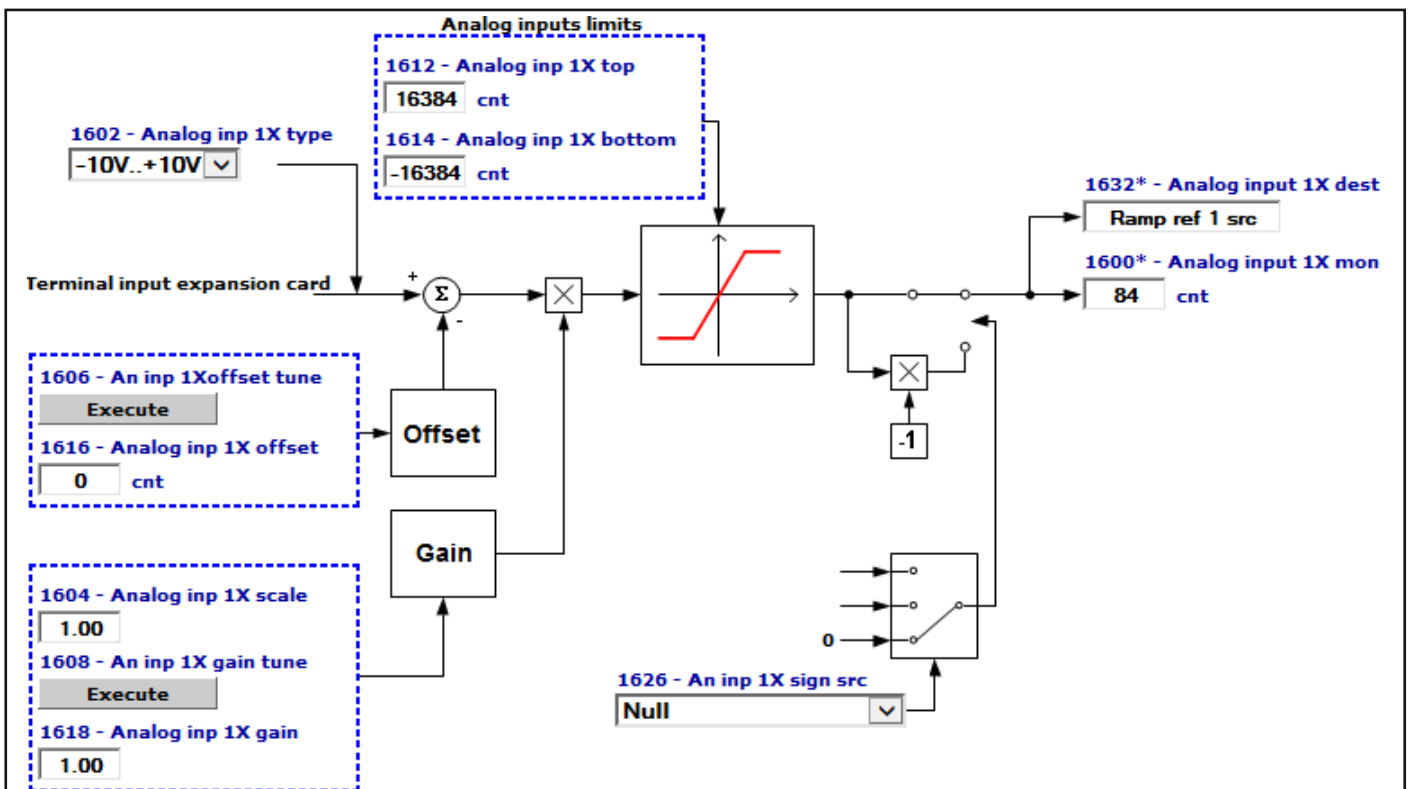 Analog inputs limits
1612 - Analog inp 1X top
16384 cnt
1602 - Analog inp 1X type
-10V..+10V
1614 - Analog inp 1X bottom
-16384 cnt
1632* - Analog input 1X dest
Ramp ref 1 src
1600* - Analog input 1X mon
84 cnt
Terminal input expansion card
+
Σ
-
1606 - An inp 1Xoffset tune
Execute
1616 - Analog inp 1X offset
0 cnt
Offset
-1
Gain
1604 - Analog inp 1X scale
1.00
1608 - An inp 1X gain tune
Execute
1618 - Analog inp 1X gain
1.00
0
1626 - An inp 1X sign src
Null